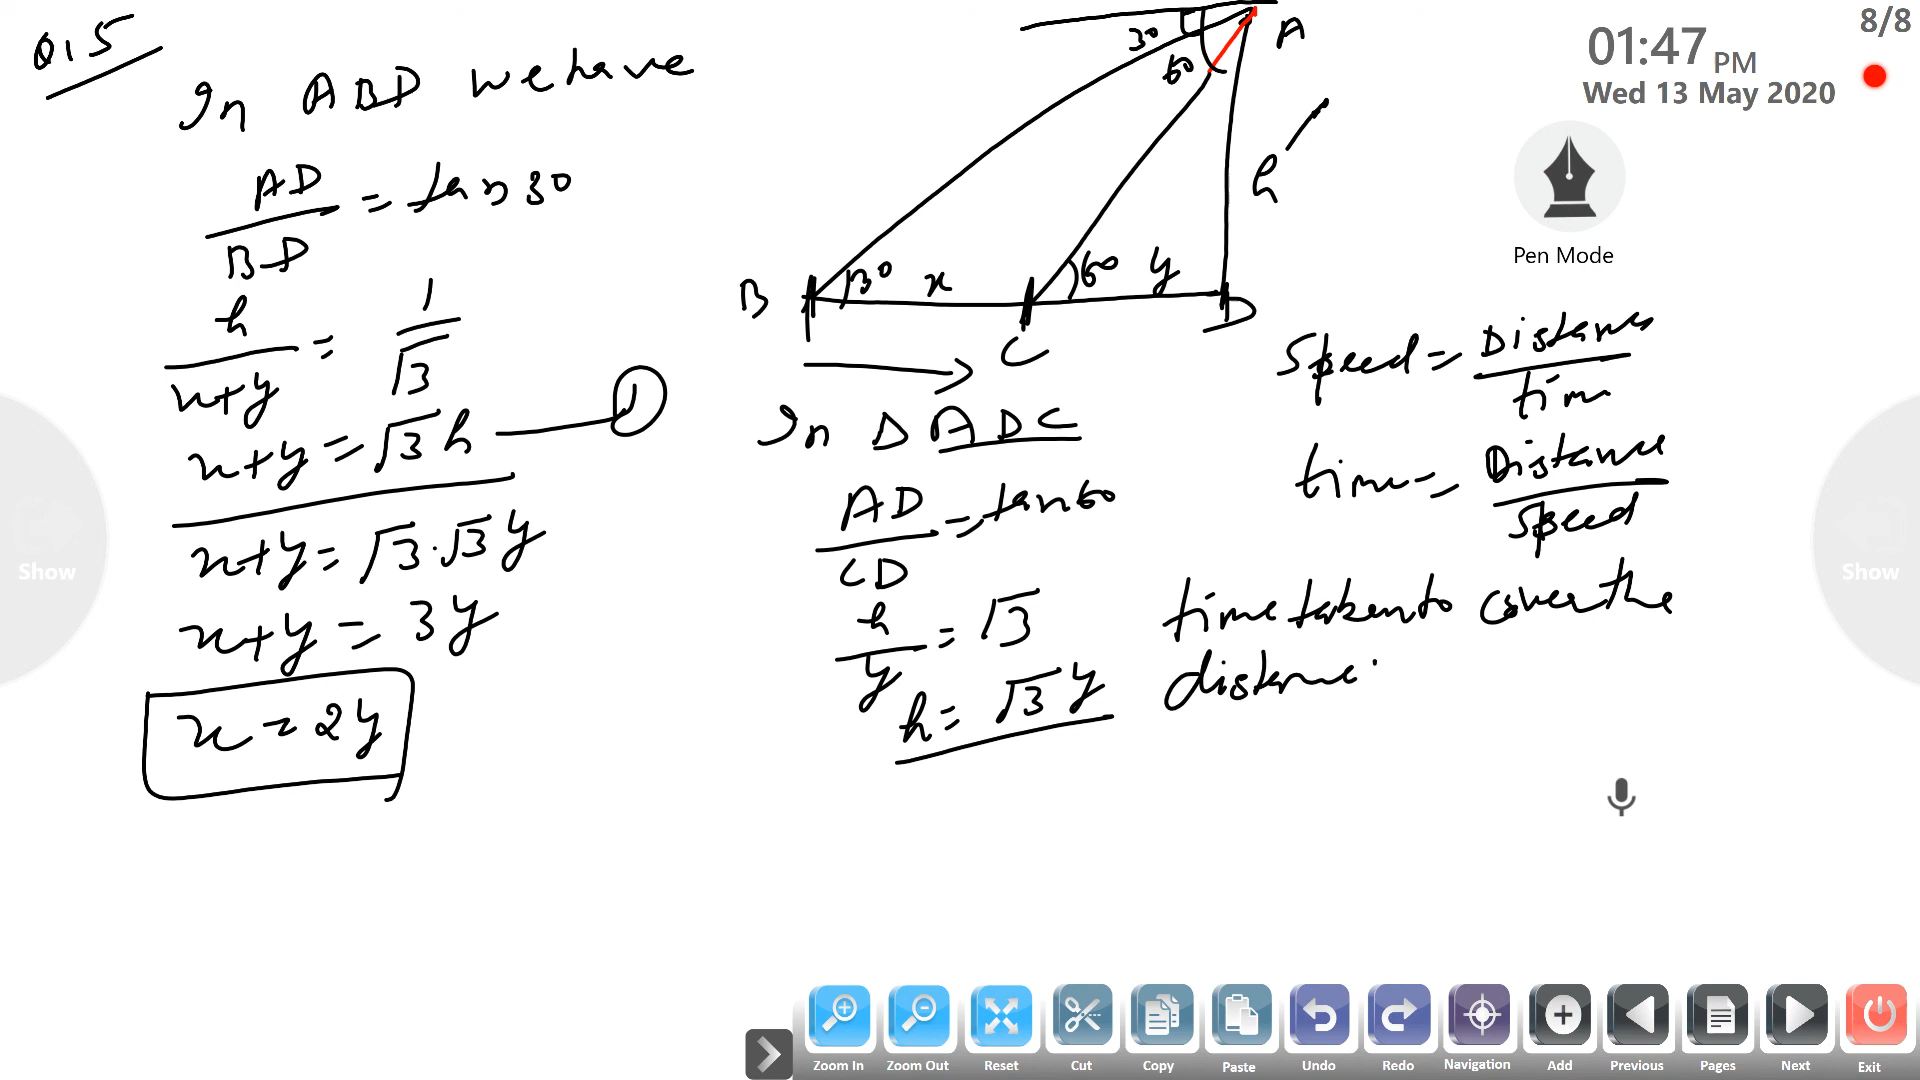 Q15
In ABD we have
AD/BD = tan 30
h/x+y = 1/√3
x+y = √3 h — ①
x+y = √3·√3 y
x+y = 3y
x = 2y
30
60
A
h
B
30
x
60
y
D
C
In Δ ADC
AD/CD = tan 60
h/y = √3
h = √3 y
Speed = Distance/time
time = Distance/Speed
time taken to cover the
distance
01:47 PM
Wed 13 May 2020
8/8
Pen Mode
Show
Show
Zoom In
Zoom Out
Reset
Cut
Copy
Paste
Undo
Redo
Navigation
Add
Previous
Pages
Next
Exit